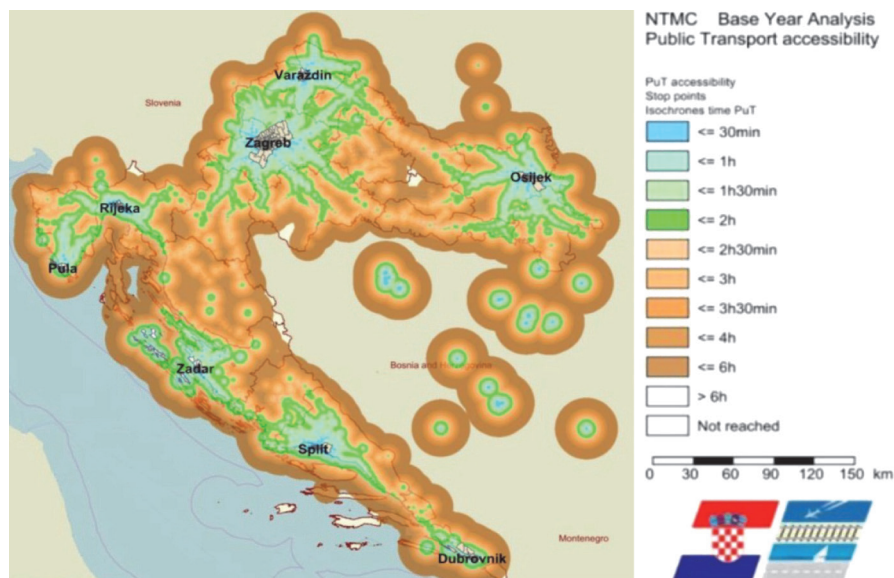 NTMC Base Year Analysis
Public Transport accessibility
PuT accessibility
Stop points
Isochrones time PuT
<= 30min
<= 1h
<= 1h30min
<= 2h
<= 2h30min
<= 3h
<= 3h30min
<= 4h
<= 6h
> 6h
Not reached
0 30 60 90 120 150 km
Varaždin
Slovenia
Zagreb
Osijek
Rijeka
Pula
Zadar
Bosnia and Herzegovina
Split
Montenegro
Dubrovnik